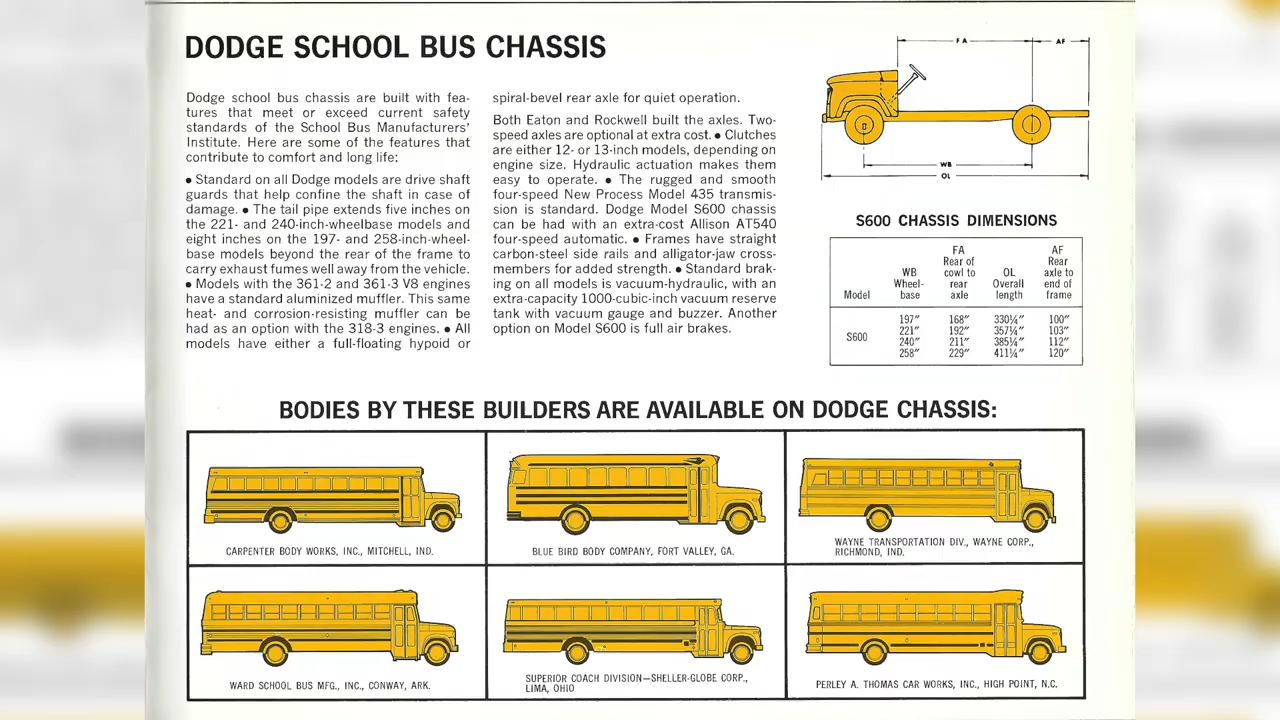 DODGE SCHOOL BUS CHASSIS
Dodge school bus chassis are built with fea-
tures that meet or exceed current safety
standards of the School Bus Manufacturers'
Institute. Here are some of the features that
contribute to comfort and long life:
• Standard on all Dodge models are drive shaft
guards that help confine the shaft in case of
damage. • The tail pipe extends five inches on
the 221- and 240-inch-wheelbase models and
eight inches on the 197- and 258-inch-wheel-
base models beyond the rear of the frame to
carry exhaust fumes well away from the vehicle.
• Models with the 361-2 and 361-3 V8 engines
have a standard aluminized muffler. This same
heat- and corrosion-resisting muffler can be
had as an option with the 318-3 engines. • All
models have either a full-floating hypoid or
spiral-bevel rear axle for quiet operation.
Both Eaton and Rockwell built the axles. Two-
speed axles are optional at extra cost. • Clutches
are either 12- or 13-inch models, depending on
engine size. Hydraulic actuation makes them
easy to operate. • The rugged and smooth
four-speed New Process Model 435 transmis-
sion is standard. Dodge Model S600 chassis
can be had with an extra-cost Allison AT540
four-speed automatic. • Frames have straight
carbon-steel side rails and alligator-jaw cross-
members for added strength. • Standard brak-
ing on all models is vacuum-hydraulic, with an
extra-capacity 1000-cubic-inch vacuum reserve
tank with vacuum gauge and buzzer. Another
option on Model S600 is full air brakes.
FA AF
WB
OL
S600 CHASSIS DIMENSIONS
Model WB Wheel-base FA Rear of cowl to rear axle OL Overall length AF Rear axle to end of frame
S600
197″ 168″ 330¼″ 100″
221″ 192″ 357¼″ 103″
240″ 211″ 385¼″ 112″
258″ 229″ 411¼″ 120″
BODIES BY THESE BUILDERS ARE AVAILABLE ON DODGE CHASSIS:
CARPENTER BODY WORKS, INC., MITCHELL, IND.
BLUE BIRD BODY COMPANY, FORT VALLEY, GA.
WAYNE TRANSPORTATION DIV., WAYNE CORP.,
RICHMOND, IND.
WARD SCHOOL BUS MFG., INC., CONWAY, ARK.
SUPERIOR COACH DIVISION—SHELLER-GLOBE CORP.,
LIMA, OHIO
PERLEY A. THOMAS CAR WORKS, INC., HIGH POINT, N.C.